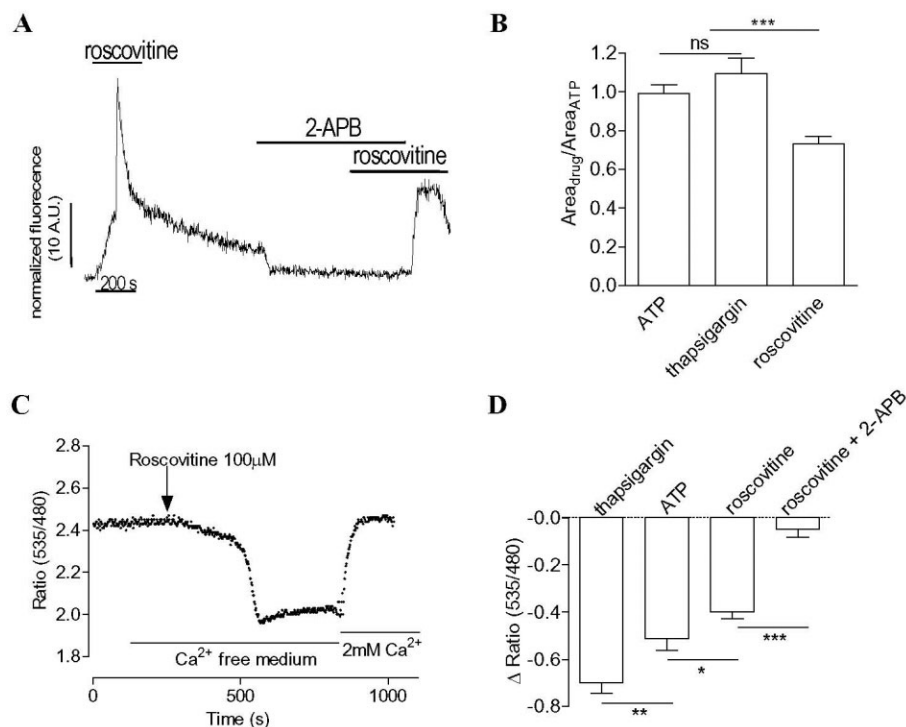 A
roscovitine
2-APB
roscovitine
normalized fluorecence
(10 A.U.)
200 s
B
***
ns
Area_drug/Area_ATP
1.2
1.0
0.8
0.6
0.4
0.2
0.0
ATP
thapsigargin
roscovitine
C
Roscovitine 100µM
Ratio (535/480)
2.8
2.6
2.4
2.2
2.0
1.8
Ca²⁺ free medium
2mM Ca²⁺
0
500
1000
Time (s)
D
thapsigargin
ATP
roscovitine
roscovitine + 2-APB
Δ Ratio (535/480)
-0.0
-0.2
-0.4
-0.6
-0.8
***
*
**